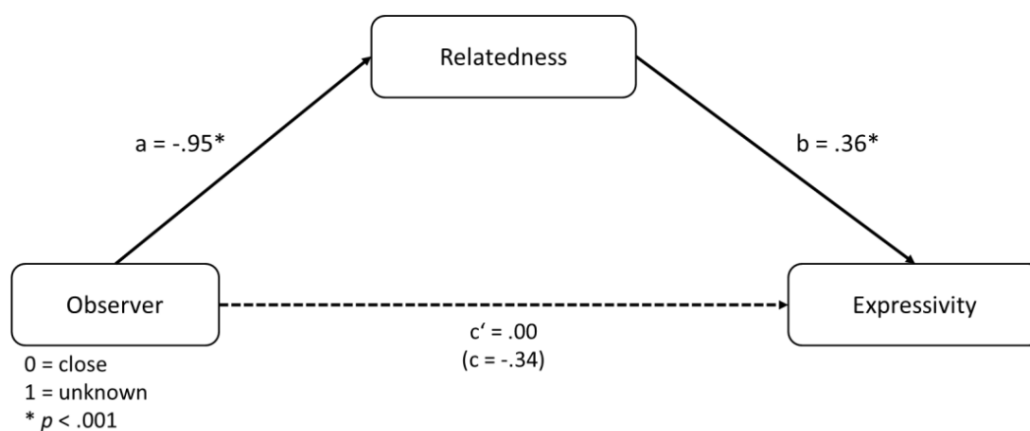 Relatedness
a = -.95*
b = .36*
Observer
Expressivity
c‘ = .00
(c = -.34)
0 = close
1 = unknown
* p < .001